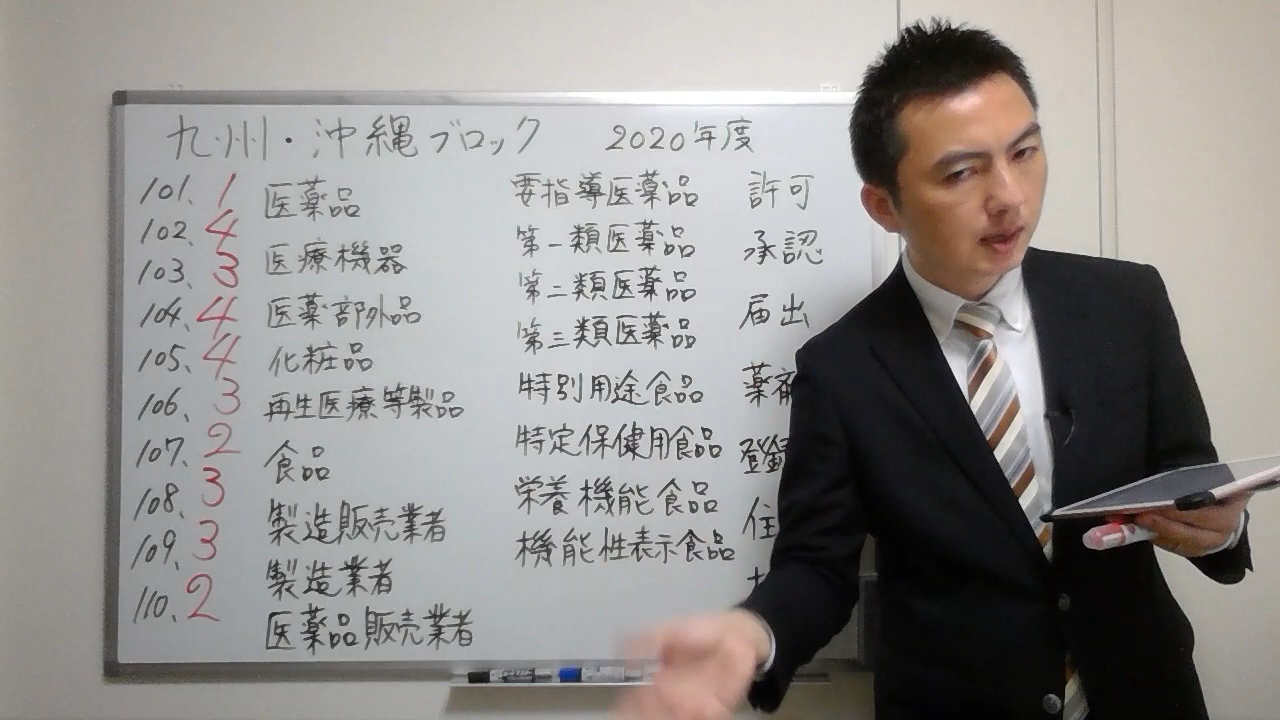 九州・沖縄ブロック 2020年度
101. 1
102. 4
103. 3
104. 4
105. 4
106. 3
107. 2
108. 3
109. 3
110. 2
医薬品
医療機器
医薬部外品
化粧品
再生医療等製品
食品
製造販売業者
製造業者
医薬品販売業者
要指導医薬品
第一類医薬品
第二類医薬品
第三類医薬品
特別用途食品
特定保健用食品
栄養機能食品
機能性表示食品
許可
承認
届出
薬剤
登録
住